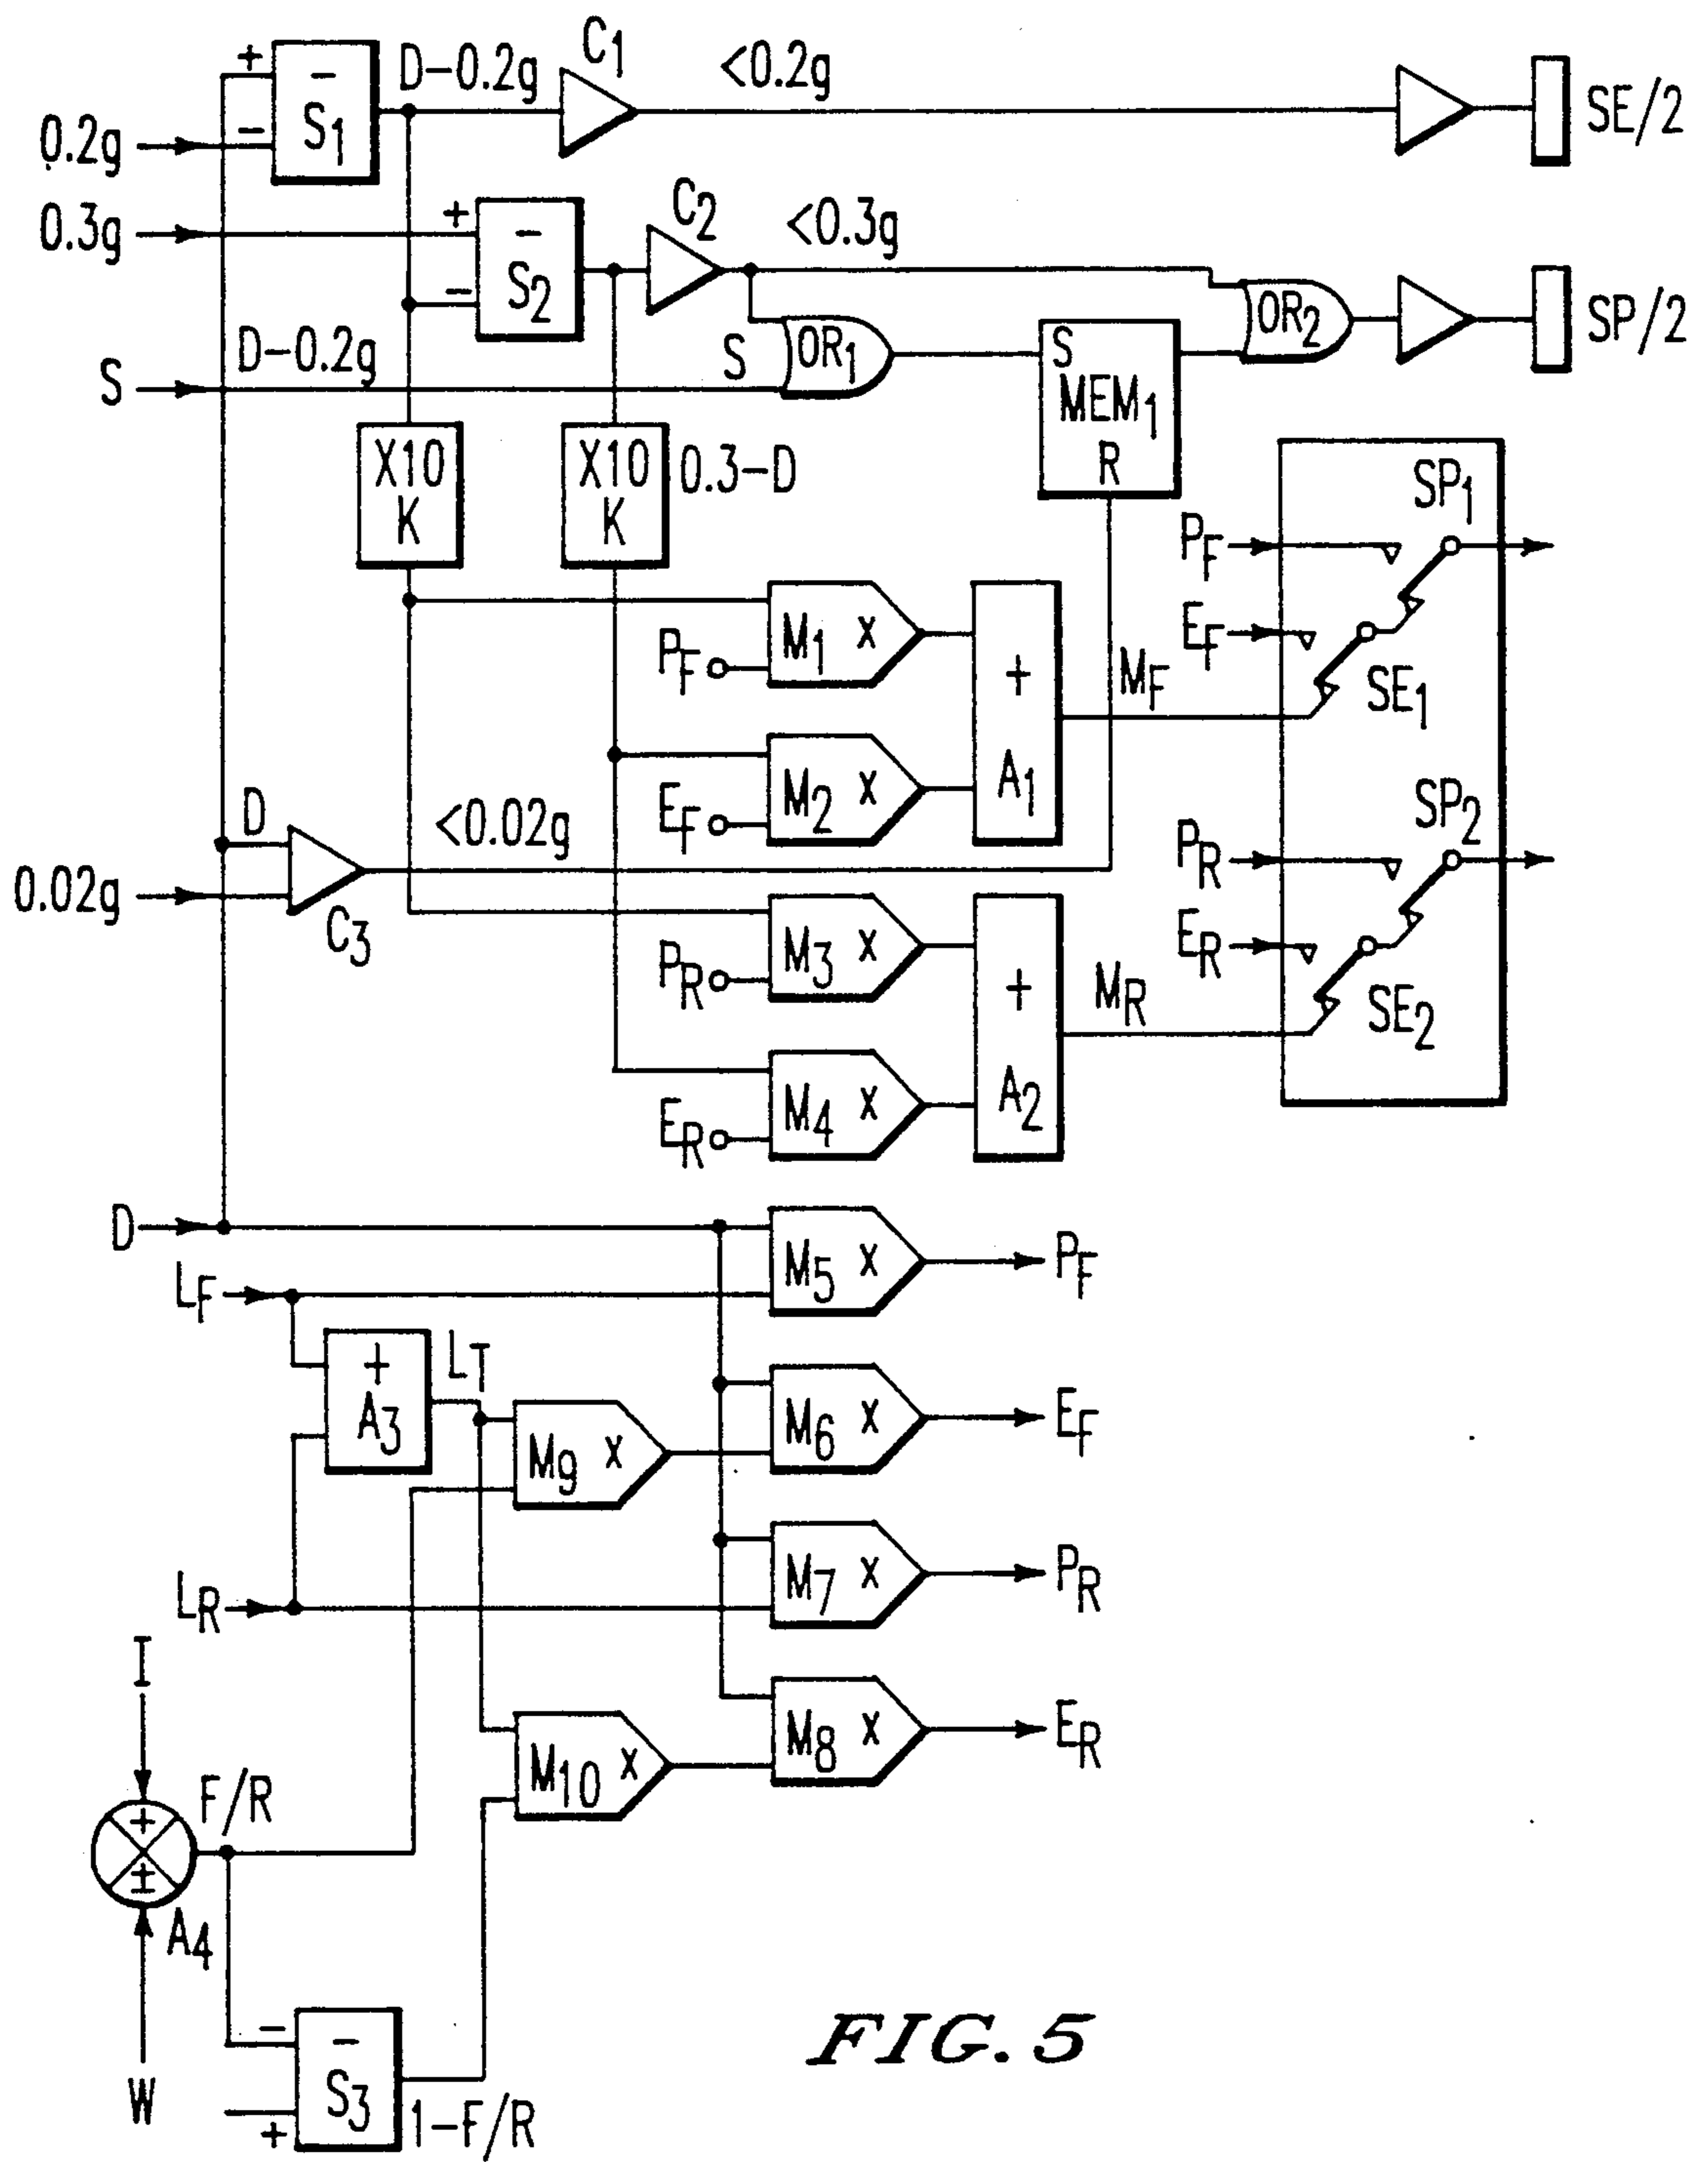 + − S1 D−0.2g C1 <0.2g SE/2
0.2g −
0.3g + − S2 − C2 <0.3g OR2 SP/2
S D−0.2g S OR1 S MEM1 R
X10 K X10 K 0.3−D
SP1
PF
EF
SE1
M1 X
PF
+ A1 MF
M2 X
EF
D <0.02g
0.02g C3
SP2
PR
ER
SE2
M3 X
PR
+ A2 MR
M4 X
ER
D M5 X PF
LF
+ A3 LT
M6 X EF
M9 X
M7 X PR
LR
I
M8 X ER
M10 X
F/R
+
±
A4
− − S3
W + 1−F/R
FIG. 5